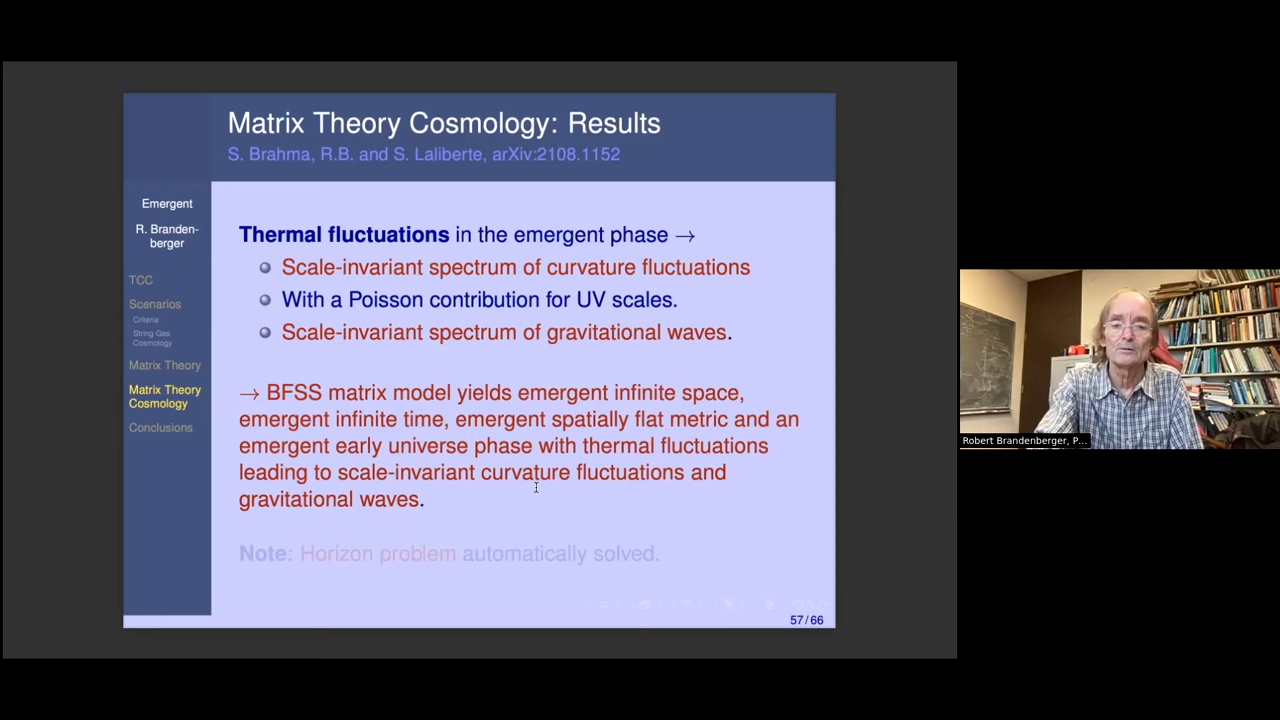 Matrix Theory Cosmology: Results
S. Brahma, R.B. and S. Laliberte, arXiv:2108.1152
Emergent
R. Branden-
berger
TCC
Scenarios
Criteria
String Gas
Cosmology
Matrix Theory
Matrix Theory
Cosmology
Conclusions
Thermal fluctuations in the emergent phase →
Scale-invariant spectrum of curvature fluctuations
With a Poisson contribution for UV scales.
Scale-invariant spectrum of gravitational waves.
→ BFSS matrix model yields emergent infinite space,
emergent infinite time, emergent spatially flat metric and an
emergent early universe phase with thermal fluctuations
leading to scale-invariant curvature fluctuations and
gravitational waves.
Note: Horizon problem automatically solved.
57/66
Robert Brandenberger, P...